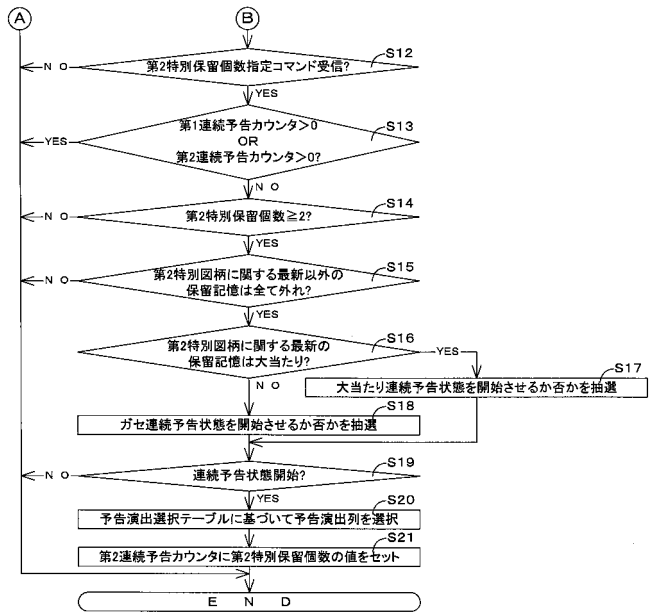 A
B
S12
第2特別保留個数指定コマンド受信?
NO
YES
第1連続予告カウンタ>0
OR
第2連続予告カウンタ>0?
S13
YES
NO
S14
第2特別保留個数≧2?
NO
YES
S15
第2特別図柄に関する最新以外の
保留記憶は全て外れ?
NO
YES
S16
第2特別図柄に関する最新の
保留記憶は大当たり?
YES
NO
S17
大当たり連続予告状態を開始させるか否かを抽選
S18
ガセ連続予告状態を開始させるか否かを抽選
S19
連続予告状態開始?
NO
YES
S20
予告演出選択テーブルに基づいて予告演出列を選択
S21
第2連続予告カウンタに第2特別保留個数の値をセット
END